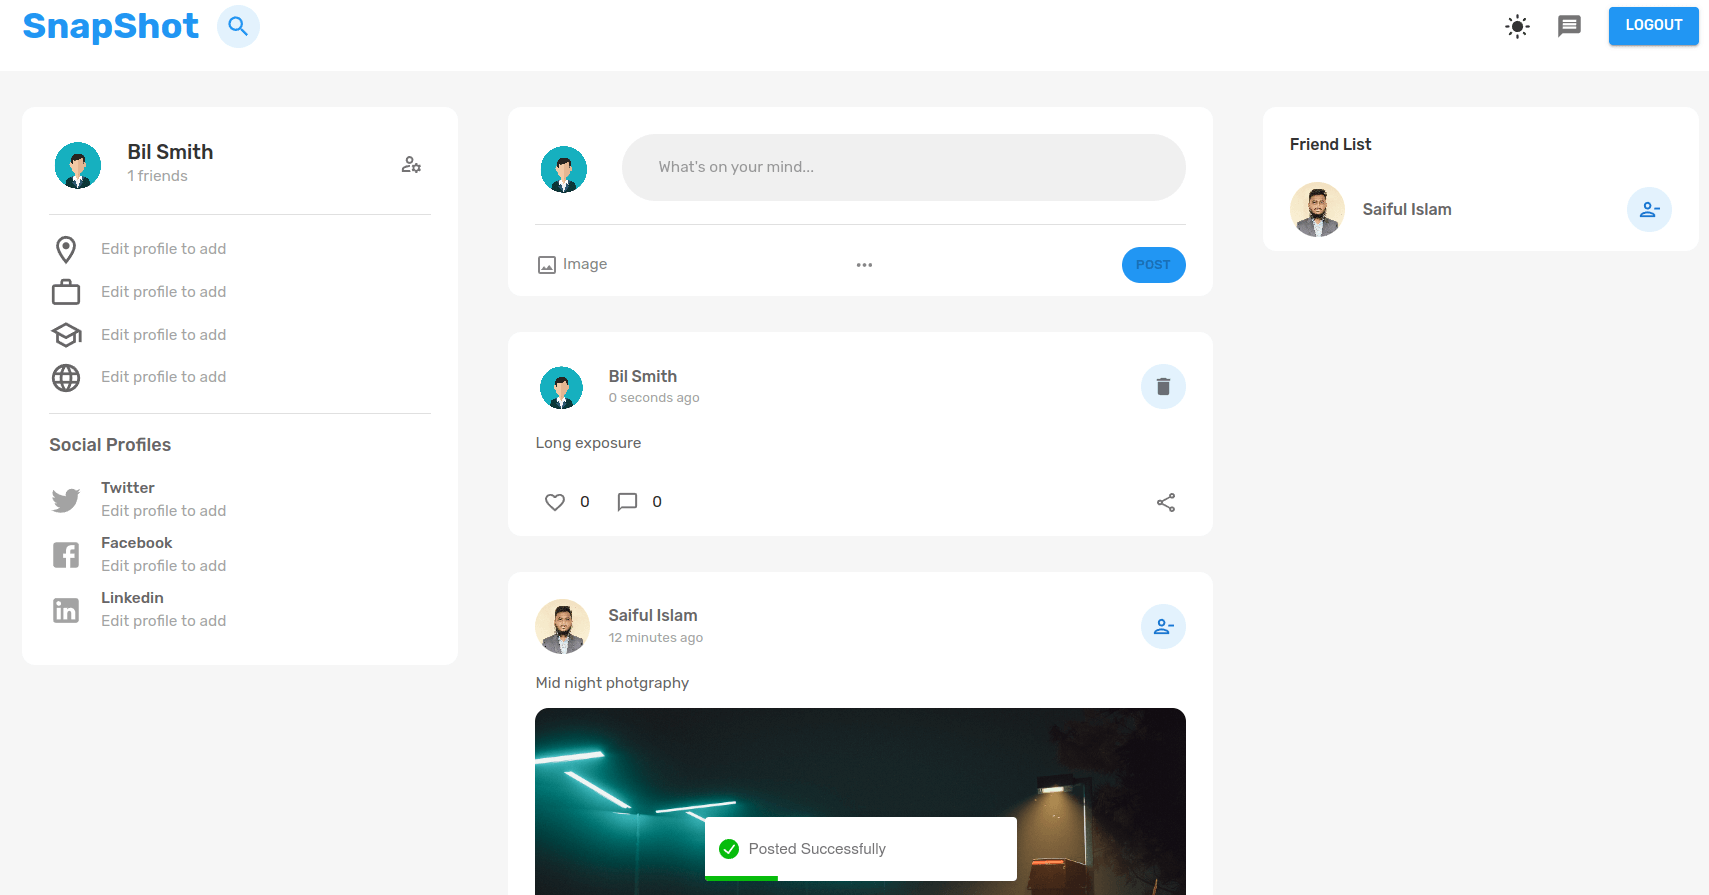 SnapShot
LOGOUT
Bil Smith
1 friends
Edit profile to add
Edit profile to add
Edit profile to add
Edit profile to add
Social Profiles
Twitter
Edit profile to add
Facebook
Edit profile to add
Linkedin
Edit profile to add
What's on your mind...
Image
POST
Bil Smith
0 seconds ago
Long exposure
0
0
Saiful Islam
12 minutes ago
Mid night photgraphy
Posted Successfully
Friend List
Saiful Islam